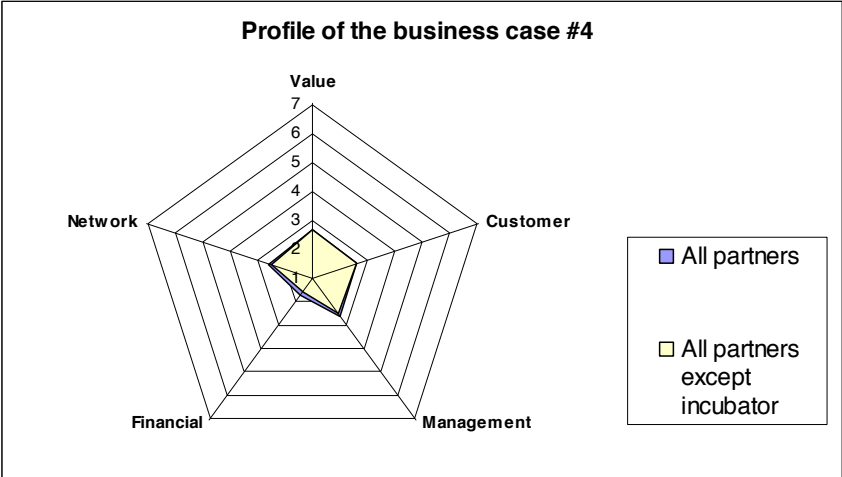 Profile of the business case #4
Value
7
6
5
4
3
2
1
Network
Customer
Financial
Management
All partners
All partners
except
incubator